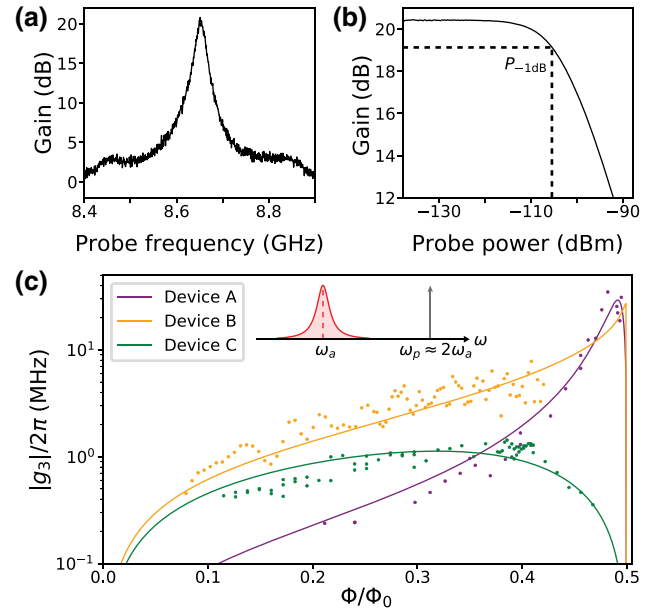 (a)
20
15
10
5
0
Gain (dB)
8.4
8.6
8.8
Probe frequency (GHz)
(b)
20
18
16
14
12
Gain (dB)
P−1dB
−130
−110
−90
Probe power (dBm)
(c)
10¹
10⁰
10⁻¹
|g₃|/2π (MHz)
Device A
Device B
Device C
ωₐ
ωₚ ≈ 2ωₐ
ω
0.0
0.1
0.2
0.3
0.4
0.5
Φ/Φ₀